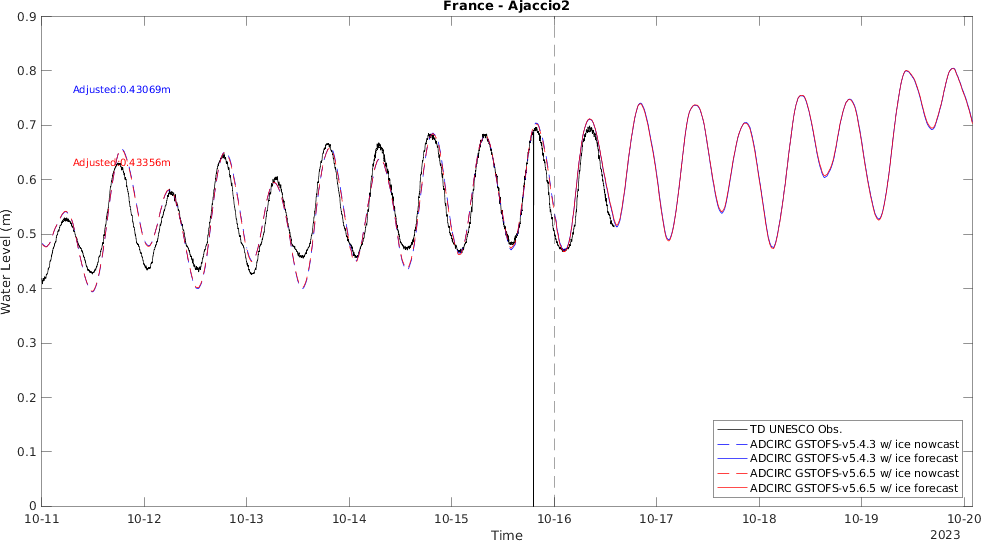 France - Ajaccio2
0.9
0.8
0.7
0.6
0.5
0.4
0.3
0.2
0.1
0
Water Level (m)
Adjusted:0.43069m
Adjusted:0.43356m
TD UNESCO Obs.
ADCIRC GSTOFS-v5.4.3 w/ ice nowcast
ADCIRC GSTOFS-v5.4.3 w/ ice forecast
ADCIRC GSTOFS-v5.6.5 w/ ice nowcast
ADCIRC GSTOFS-v5.6.5 w/ ice forecast
10-11 10-12 10-13 10-14 10-15 10-16 10-17 10-18 10-19 10-20
Time
2023